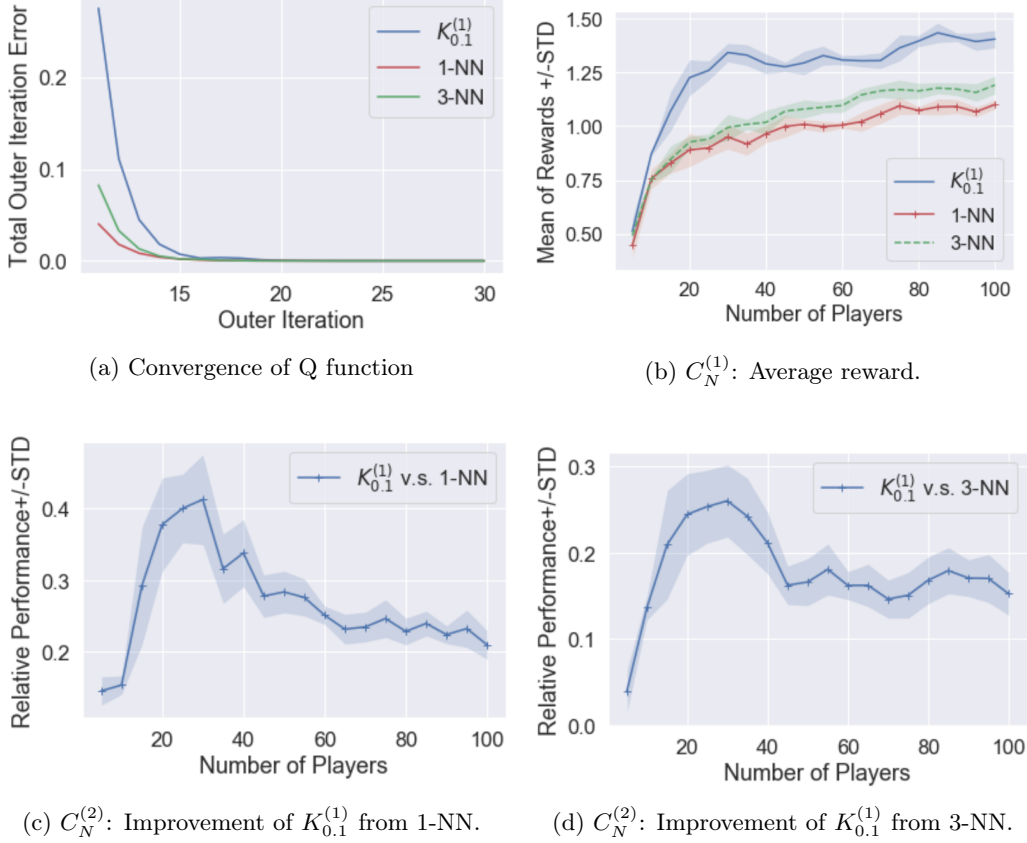 Total Outer Iteration Error
0.2
0.1
0.0
15
20
25
30
Outer Iteration
K_{0.1}^{(1)}
1-NN
3-NN
(a) Convergence of Q function
Mean of Rewards +/-STD
1.50
1.25
1.00
0.75
0.50
20
40
60
80
100
Number of Players
K_{0.1}^{(1)}
1-NN
3-NN
(b) C_N^{(1)}: Average reward.
Relative Performance+/-STD
0.4
0.3
0.2
20
40
60
80
100
Number of Players
K_{0.1}^{(1)} v.s. 1-NN
(c) C_N^{(2)}: Improvement of K_{0.1}^{(1)} from 1-NN.
Relative Performance+/-STD
0.3
0.2
0.1
0.0
20
40
60
80
100
Number of Players
K_{0.1}^{(1)} v.s. 3-NN
(d) C_N^{(2)}: Improvement of K_{0.1}^{(1)} from 3-NN.